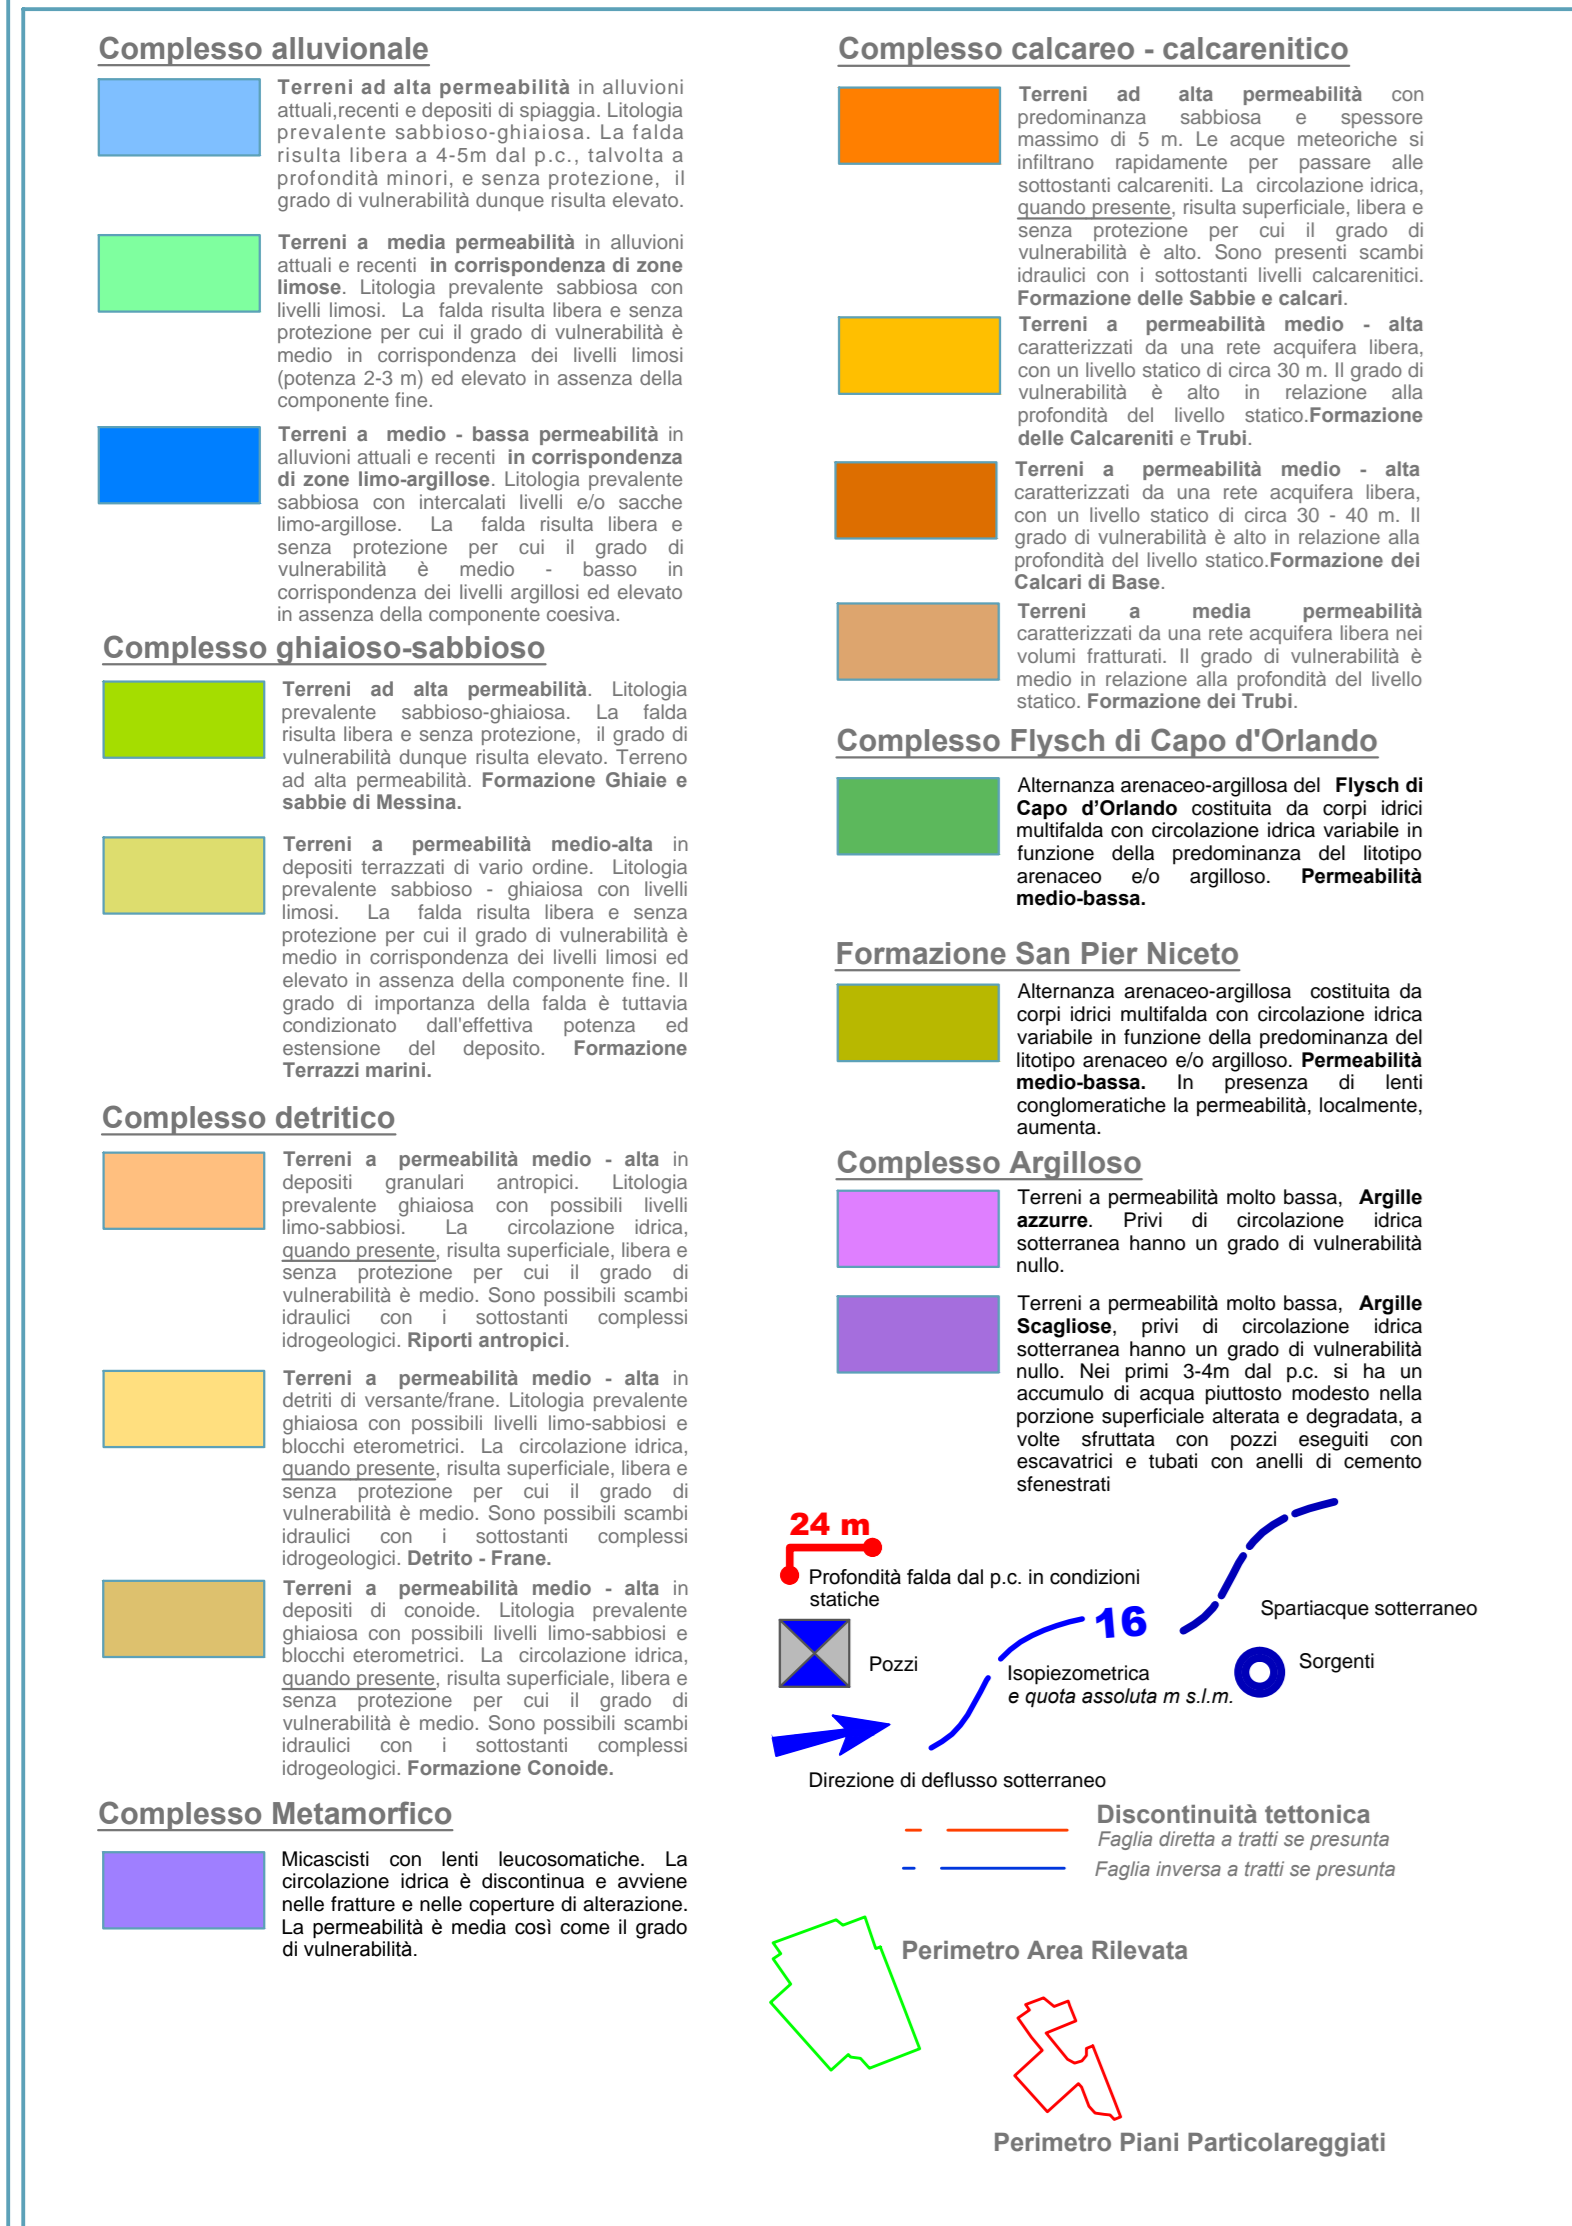 Complesso alluvionale
Terreni ad alta permeabilità in alluvioni
attuali,recenti e depositi di spiaggia. Litologia
prevalente sabbioso-ghiaiosa. La falda
risulta libera a 4-5m dal p.c., talvolta a
profondità minori, e senza protezione, il
grado di vulnerabilità dunque risulta elevato.
Terreni a media permeabilità in alluvioni
attuali e recenti in corrispondenza di zone
limose. Litologia prevalente sabbiosa con
livelli limosi. La falda risulta libera e senza
protezione per cui il grado di vulnerabilità è
medio in corrispondenza dei livelli limosi
(potenza 2-3 m) ed elevato in assenza della
componente fine.
Terreni a medio - bassa permeabilità in
alluvioni attuali e recenti in corrispondenza
di zone limo-argillose. Litologia prevalente
sabbiosa con intercalati livelli e/o sacche
limo-argillose. La falda risulta libera e
senza protezione per cui il grado di
vulnerabilità è medio - basso in
corrispondenza dei livelli argillosi ed elevato
in assenza della componente coesiva.
Complesso ghiaioso-sabbioso
Terreni ad alta permeabilità. Litologia
prevalente sabbioso-ghiaiosa. La falda
risulta libera e senza protezione, il grado di
vulnerabilità dunque risulta elevato. Terreno
ad alta permeabilità. Formazione Ghiaie e
sabbie di Messina.
Terreni a permeabilità medio-alta in
depositi terrazzati di vario ordine. Litologia
prevalente sabbioso - ghiaiosa con livelli
limosi. La falda risulta libera e senza
protezione per cui il grado di vulnerabilità è
medio in corrispondenza dei livelli limosi ed
elevato in assenza della componente fine. Il
grado di importanza della falda è tuttavia
condizionato dall'effettiva potenza ed
estensione del deposito. Formazione
Terrazzi marini.
Complesso detritico
Terreni a permeabilità medio - alta in
depositi granulari antropici. Litologia
prevalente ghiaiosa con possibili livelli
limo-sabbiosi. La circolazione idrica,
quando presente, risulta superficiale, libera e
senza protezione per cui il grado di
vulnerabilità è medio. Sono possibili scambi
idraulici con i sottostanti complessi
idrogeologici. Riporti antropici.
Terreni a permeabilità medio - alta in
detriti di versante/frane. Litologia prevalente
ghiaiosa con possibili livelli limo-sabbiosi e
blocchi eterometrici. La circolazione idrica,
quando presente, risulta superficiale, libera e
senza protezione per cui il grado di
vulnerabilità è medio. Sono possibili scambi
idraulici con i sottostanti complessi
idrogeologici. Detrito - Frane.
Terreni a permeabilità medio - alta in
depositi di conoide. Litologia prevalente
ghiaiosa con possibili livelli limo-sabbiosi e
blocchi eterometrici. La circolazione idrica,
quando presente, risulta superficiale, libera e
senza protezione per cui il grado di
vulnerabilità è medio. Sono possibili scambi
idraulici con i sottostanti complessi
idrogeologici. Formazione Conoide.
Complesso Metamorfico
Micascisti con lenti leucosomatiche. La
circolazione idrica è discontinua e avviene
nelle fratture e nelle coperture di alterazione.
La permeabilità è media così come il grado
di vulnerabilità.
Complesso calcareo - calcarenitico
Terreni ad alta permeabilità con
predominanza sabbiosa e spessore
massimo di 5 m. Le acque meteoriche si
infiltrano rapidamente per passare alle
sottostanti calcareniti. La circolazione idrica,
quando presente, risulta superficiale, libera e
senza protezione per cui il grado di
vulnerabilità è alto. Sono presenti scambi
idraulici con i sottostanti livelli calcarenitici.
Formazione delle Sabbie e calcari.
Terreni a permeabilità medio - alta
caratterizzati da una rete acquifera libera,
con un livello statico di circa 30 m. Il grado di
vulnerabilità è alto in relazione alla
profondità del livello statico.Formazione
delle Calcareniti e Trubi.
Terreni a permeabilità medio - alta
caratterizzati da una rete acquifera libera,
con un livello statico di circa 30 - 40 m. Il
grado di vulnerabilità è alto in relazione alla
profondità del livello statico.Formazione dei
Calcari di Base.
Terreni a media permeabilità
caratterizzati da una rete acquifera libera nei
volumi fratturati. Il grado di vulnerabilità è
medio in relazione alla profondità del livello
statico. Formazione dei Trubi.
Complesso Flysch di Capo d'Orlando
Alternanza arenaceo-argillosa del Flysch di
Capo d’Orlando costituita da corpi idrici
multifalda con circolazione idrica variabile in
funzione della predominanza del litotipo
arenaceo e/o argilloso. Permeabilità
medio-bassa.
Formazione San Pier Niceto
Alternanza arenaceo-argillosa costituita da
corpi idrici multifalda con circolazione idrica
variabile in funzione della predominanza del
litotipo arenaceo e/o argilloso. Permeabilità
medio-bassa. In presenza di lenti
conglomeratiche la permeabilità, localmente,
aumenta.
Complesso Argilloso
Terreni a permeabilità molto bassa, Argille
azzurre. Privi di circolazione idrica
sotterranea hanno un grado di vulnerabilità
nullo.
Terreni a permeabilità molto bassa, Argille
Scagliose, privi di circolazione idrica
sotterranea hanno un grado di vulnerabilità
nullo. Nei primi 3-4m dal p.c. si ha un
accumulo di acqua piuttosto modesto nella
porzione superficiale alterata e degradata, a
volte sfruttata con pozzi eseguiti con
escavatrici e tubati con anelli di cemento
sfenestrati
24 m
Profondità falda dal p.c. in condizioni
statiche
16
Spartiacque sotterraneo
Pozzi
Isopiezometrica
e quota assoluta m s.l.m.
Sorgenti
Direzione di deflusso sotterraneo
Discontinuità tettonica
Faglia diretta a tratti se presunta
Faglia inversa a tratti se presunta
Perimetro Area Rilevata
Perimetro Piani Particolareggiati